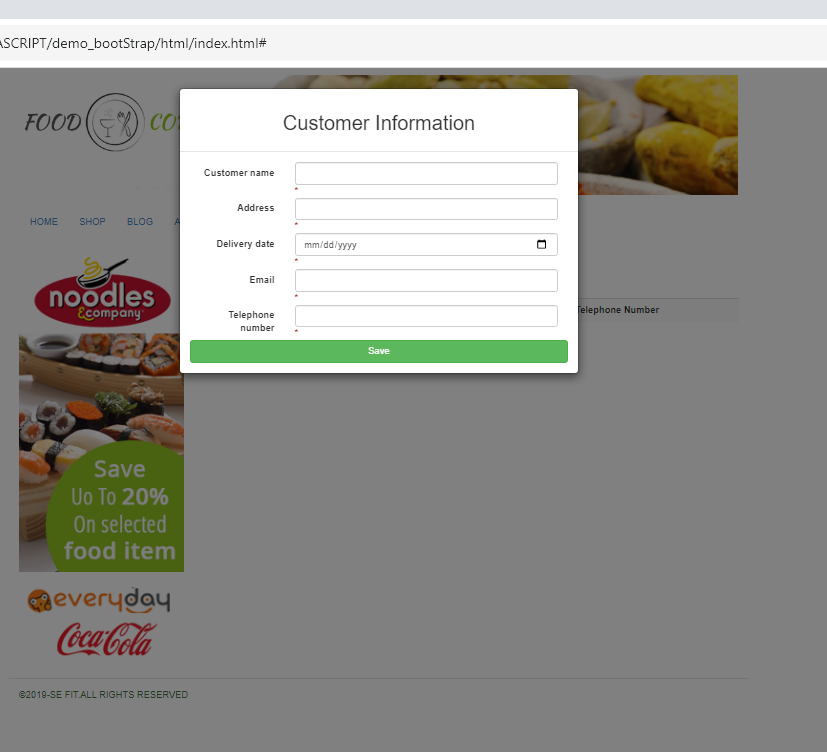 ASCRIPT/demo_bootStrap/html/index.html#
FOOD CO
Customer Information
Customer name
*
Address
*
Delivery date
mm/dd/yyyy
*
Email
*
Telephone
number
*
Save
HOME SHOP BLOG A
Telephone Number
noodles
&company
Save
Uo To 20%
On selected
food item
everyday
Coca-Cola
©2019-SE FIT.ALL RIGHTS RESERVED